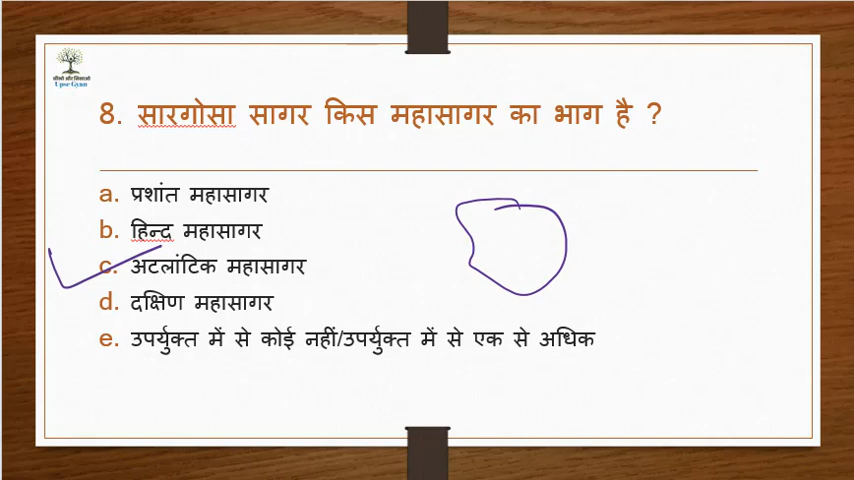 सीखो और सिखाओ
Upsc Gyan
8. सारगोसा सागर किस महासागर का भाग है ?
a. प्रशांत महासागर
b. हिन्द महासागर
c. अटलांटिक महासागर
d. दक्षिण महासागर
e. उपर्युक्त में से कोई नहीं/उपर्युक्त में से एक से अधिक